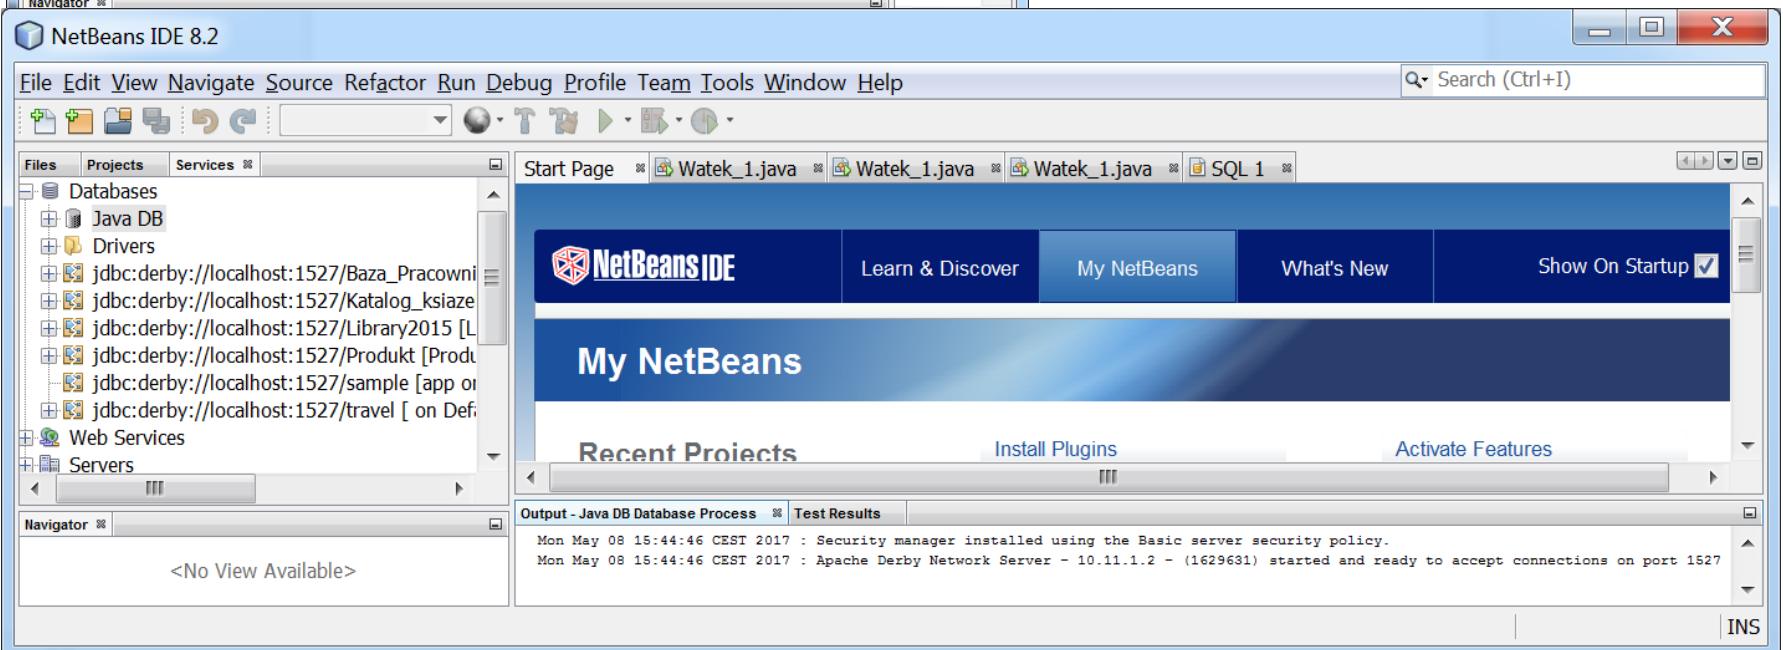 Navigator
NetBeans IDE 8.2
File Edit View Navigate Source Refactor Run Debug Profile Team Tools Window Help
Search (Ctrl+I)
Files Projects Services
Databases
Java DB
Drivers
jdbc:derby://localhost:1527/Baza_Pracowni
jdbc:derby://localhost:1527/Katalog_ksiaze
jdbc:derby://localhost:1527/Library2015 [L
jdbc:derby://localhost:1527/Produkt [Produ
jdbc:derby://localhost:1527/sample [app or
jdbc:derby://localhost:1527/travel [ on Defa
Web Services
Servers
Navigator
<No View Available>
Start Page Watek_1.java Watek_1.java Watek_1.java SQL 1
NetBeans IDE Learn & Discover My NetBeans What's New Show On Startup
My NetBeans
Recent Projects Install Plugins Activate Features
Output - Java DB Database Process Test Results
Mon May 08 15:44:46 CEST 2017 : Security manager installed using the Basic server security policy.
Mon May 08 15:44:46 CEST 2017 : Apache Derby Network Server - 10.11.1.2 - (1629631) started and ready to accept connections on port 1527
INS